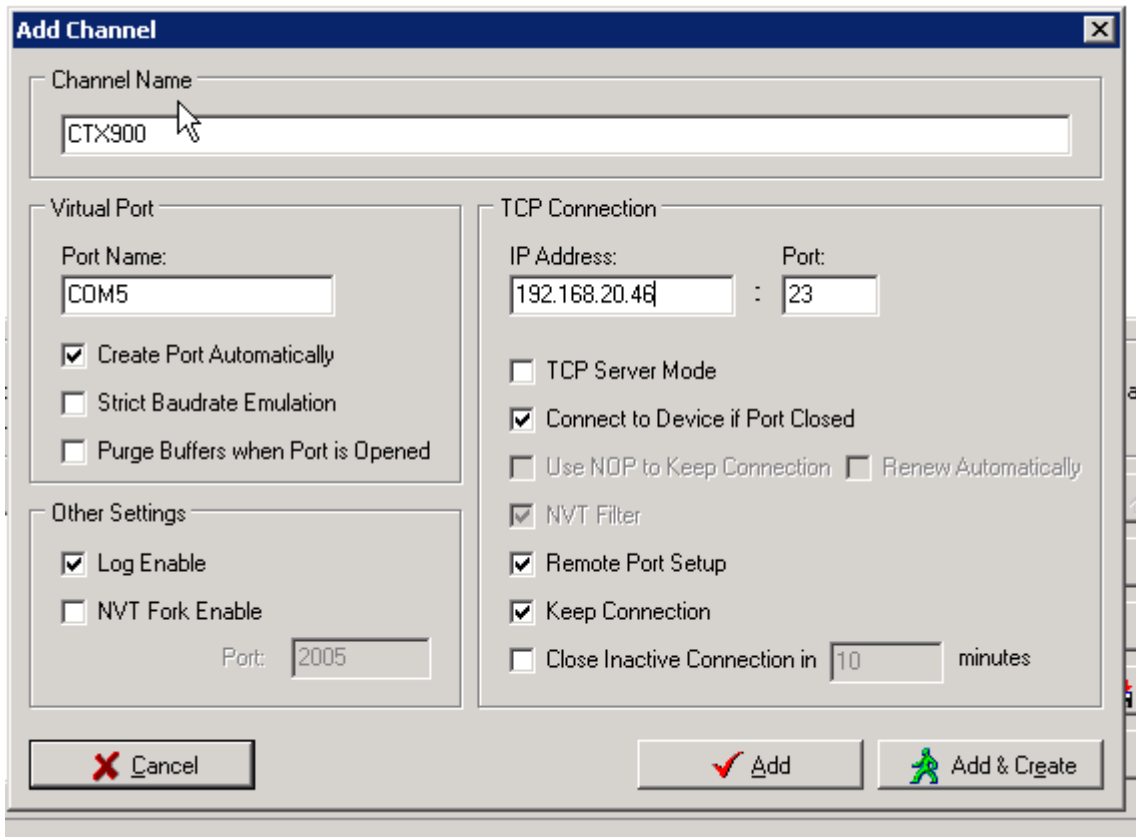 Add Channel
Channel Name
CTX900
Virtual Port
Port Name:
COM5
Create Port Automatically
Strict Baudrate Emulation
Purge Buffers when Port is Opened
Other Settings
Log Enable
NVT Fork Enable
Port: 2005
TCP Connection
IP Address: Port:
192.168.20.46 : 23
TCP Server Mode
Connect to Device if Port Closed
Use NOP to Keep Connection Renew Automatically
NVT Filter
Remote Port Setup
Keep Connection
Close Inactive Connection in 10 minutes
Cancel
Add
Add & Create